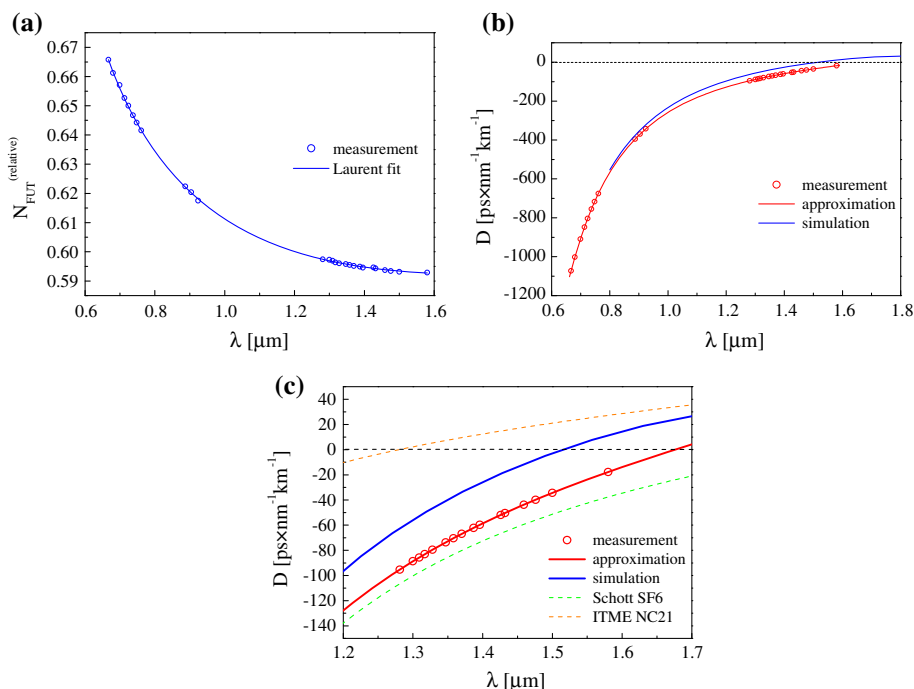 (a)
0.67
0.66
0.65
0.64
0.63
0.62
0.61
0.60
0.59
N_FUT^(relative)
measurement
Laurent fit
0.6 0.8 1.0 1.2 1.4 1.6
λ [μm]
(b)
0
-200
-400
-600
-800
-1000
-1200
D [ps×nm⁻¹km⁻¹]
measurement
approximation
simulation
0.6 0.8 1.0 1.2 1.4 1.6 1.8
λ [μm]
(c)
40
20
0
-20
-40
-60
-80
-100
-120
-140
D [ps×nm⁻¹km⁻¹]
measurement
approximation
simulation
Schott SF6
ITME NC21
1.2 1.3 1.4 1.5 1.6 1.7
λ [μm]